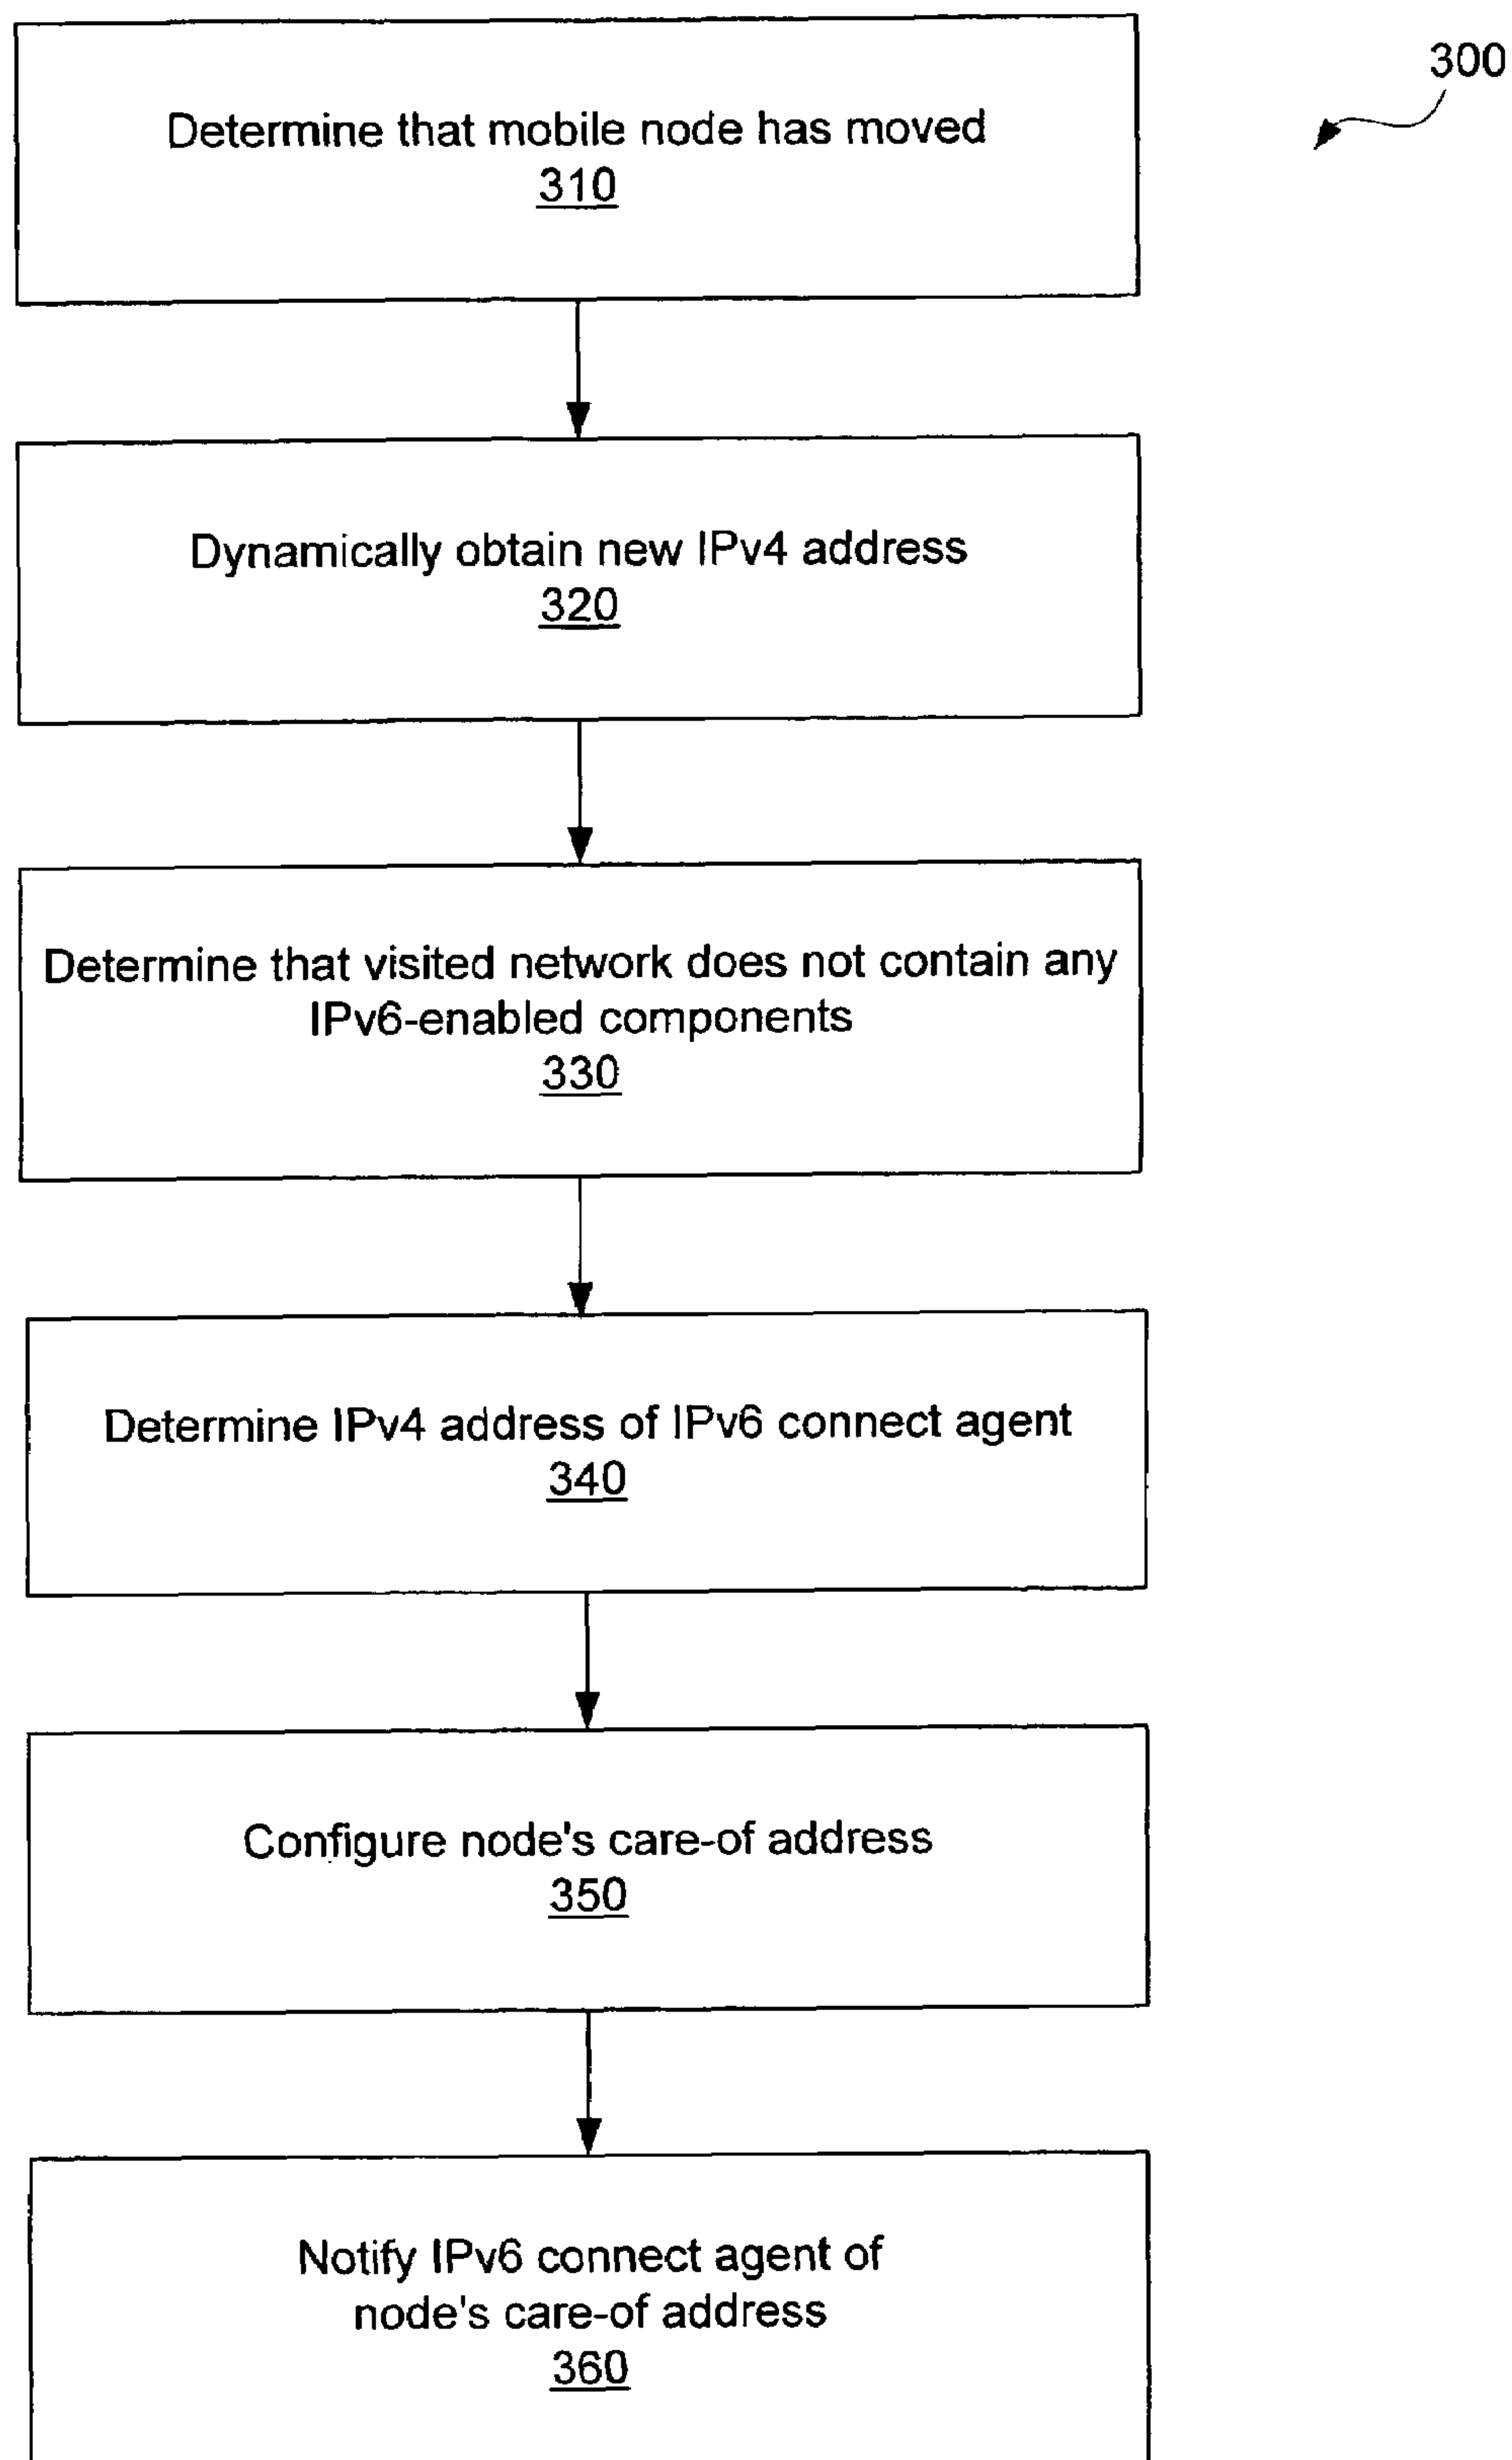 300
Determine that mobile node has moved
310
Dynamically obtain new IPv4 address
320
Determine that visited network does not contain any
IPv6-enabled components
330
Determine IPv4 address of IPv6 connect agent
340
Configure node's care-of address
350
Notify IPv6 connect agent of
node's care-of address
360